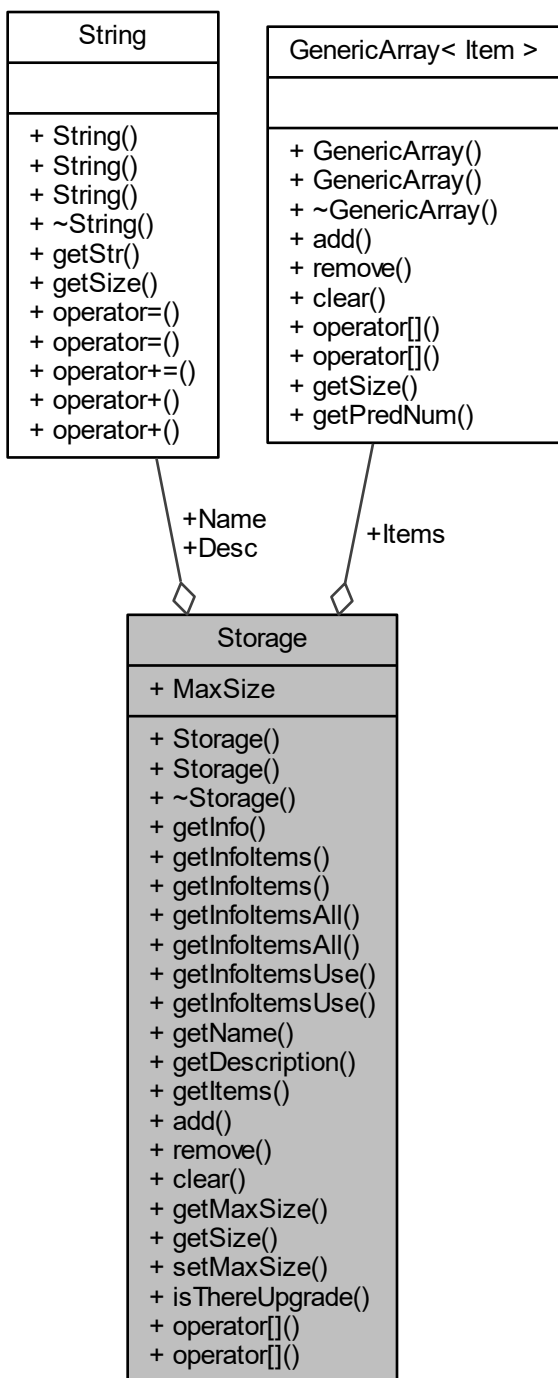 String
+ String()
+ String()
+ String()
+ ~String()
+ getStr()
+ getSize()
+ operator=()
+ operator=()
+ operator+=()
+ operator+()
+ operator+()
GenericArray< Item >
+ GenericArray()
+ GenericArray()
+ ~GenericArray()
+ add()
+ remove()
+ clear()
+ operator[]()
+ operator[]()
+ getSize()
+ getPredNum()
+Name
+Desc
+Items
Storage
+ MaxSize
+ Storage()
+ Storage()
+ ~Storage()
+ getInfo()
+ getInfoItems()
+ getInfoItems()
+ getInfoItemsAll()
+ getInfoItemsAll()
+ getInfoItemsUse()
+ getInfoItemsUse()
+ getName()
+ getDescription()
+ getItems()
+ add()
+ remove()
+ clear()
+ getMaxSize()
+ getSize()
+ setMaxSize()
+ isThereUpgrade()
+ operator[]()
+ operator[]()